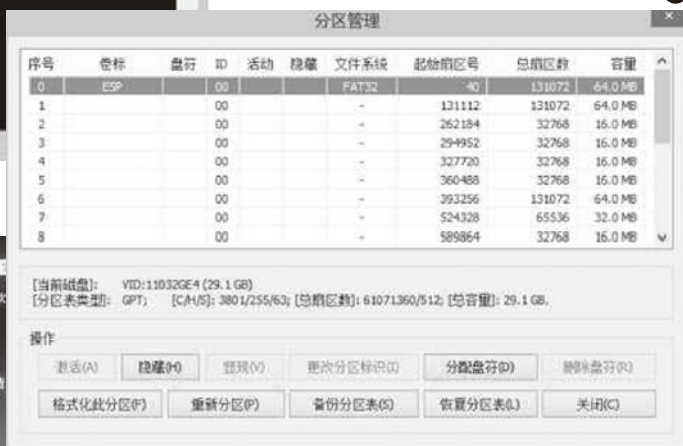 分区管理
序号 卷标 盘符 ID 活动 隐藏 文件系统 起始扇区号 总扇区数 容量
0 ESP 00 FAT32 40 131072 64.0 MB
1 00 - 131112 131072 64.0 MB
2 00 - 262184 32768 16.0 MB
3 00 - 294952 32768 16.0 MB
4 00 - 327720 32768 16.0 MB
5 00 - 360488 32768 16.0 MB
6 00 - 393256 131072 64.0 MB
7 00 - 524328 65536 32.0 MB
8 00 - 589864 32768 16.0 MB
[当前磁盘]: VID:11032GE4 (29.1 GB)
[分区表类型]: GPT; [C/H/S]: 3801/255/63; [总扇区数]: 61071360/512; [总容量]: 29.1 GB.
操作
激活(A) 隐藏(H) 显现(V) 更改分区标识(I) 分配盘符(D) 删除盘符(R)
格式化此分区(F) 重新分区(P) 备份分区表(S) 恢复分区表(L) 关闭(C)